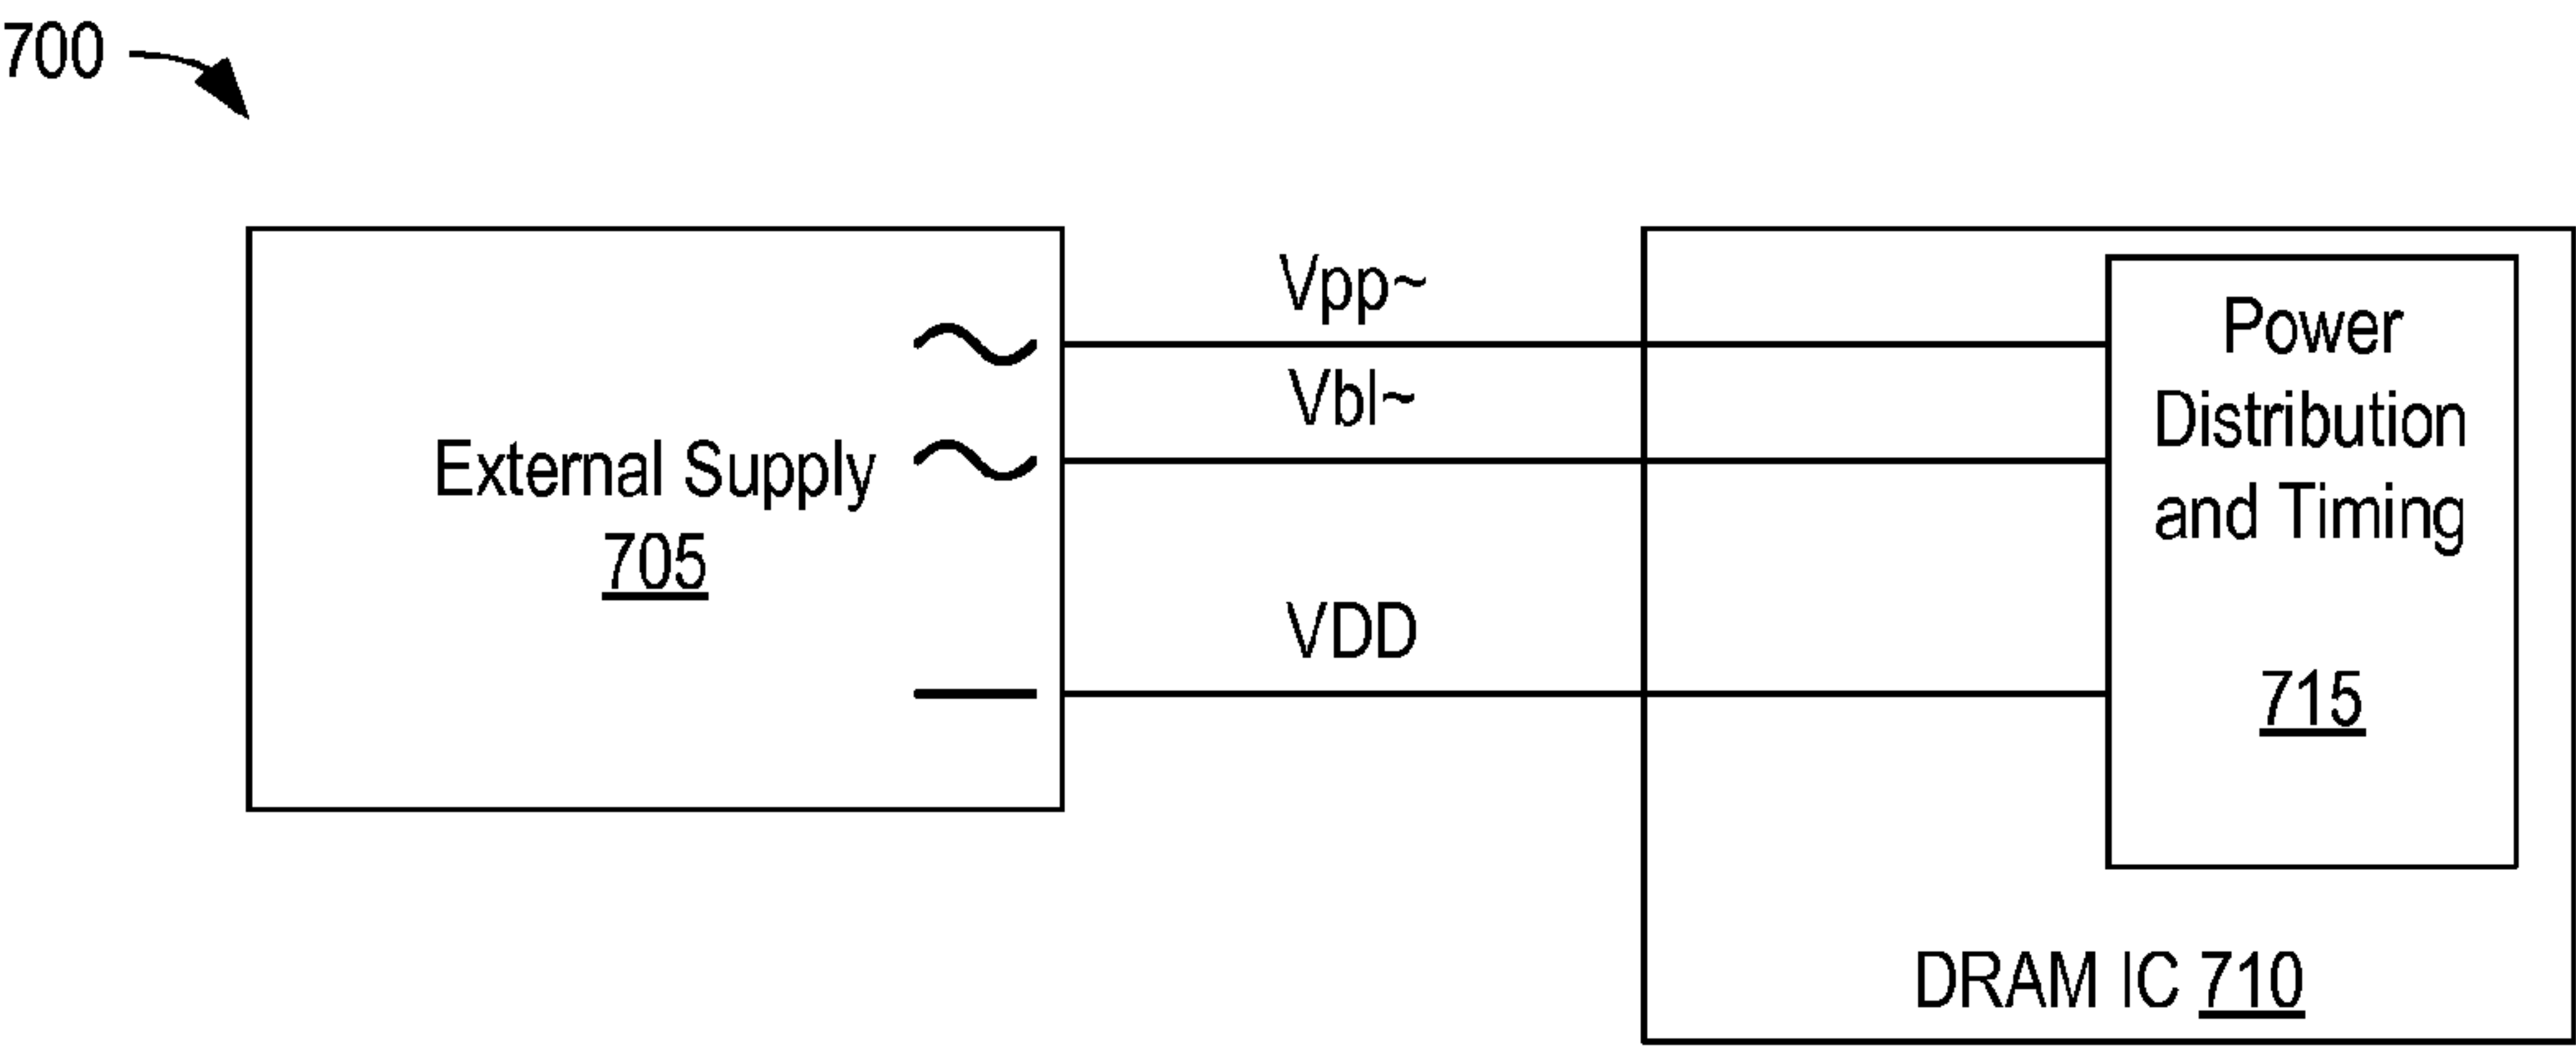 700
Vpp~
Vbl~
External Supply
705
VDD
Power
Distribution
and Timing
715
DRAM IC 710